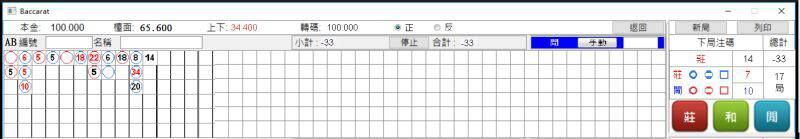 Baccarat
本金: 100.000 檯面: 65.600 上下: 34 400 轉碼: 100.000 正 反 返回 新局 列印
AB 編號 名稱 小計: -33 停止 合計: -33 閒 手動 下局注碼 總計
6 5 5 18 22 6 18 8 14 莊 14 -33
5 5 5 34 莊 7 17
10 20 閒 10 局
莊 和 閒